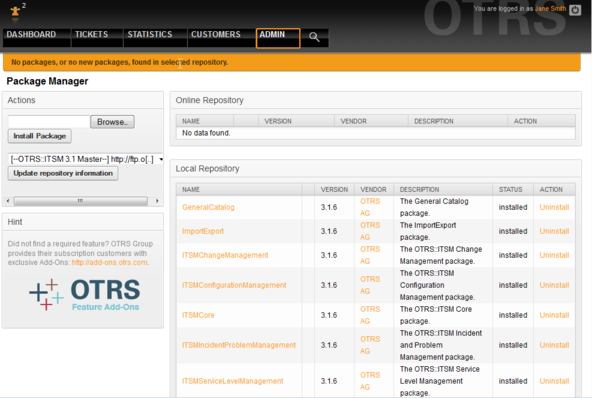 2
You are logged in as Jane Smith
OTRS
DASHBOARD TICKETS STATISTICS CUSTOMERS ADMIN
No packages, or no new packages, found in selected repository.
Package Manager
Actions
Browse..
Install Package
[--OTRS::ITSM 3.1 Master--] http://ftp.o[..]
Update repository information
Hint
Did not find a required feature? OTRS Group
provides their subscription customers with
exclusive Add-Ons: http://add-ons.otrs.com.
OTRS
Feature Add-Ons
Online Repository
NAME VERSION VENDOR DESCRIPTION ACTION
No data found.
Local Repository
NAME VERSION VENDOR DESCRIPTION STATUS ACTION
GeneralCatalog 3.1.6 OTRS AG The General Catalog package. installed Uninstall
ImportExport 3.1.6 OTRS AG The ImportExport package. installed Uninstall
ITSMChangeManagement 3.1.6 OTRS AG The OTRS::ITSM Change Management package. installed Uninstall
ITSMConfigurationManagement 3.1.6 OTRS AG The OTRS::ITSM Configuration Management package. installed Uninstall
ITSMCore 3.1.6 OTRS AG The OTRS::ITSM Core package. installed Uninstall
ITSMIncidentProblemManagement 3.1.6 OTRS AG The OTRS::ITSM Incident and Problem Management package. installed Uninstall
ITSMServiceLevelManagement 3.1.6 OTRS AG The OTRS::ITSM Service Level Management package. installed Uninstall